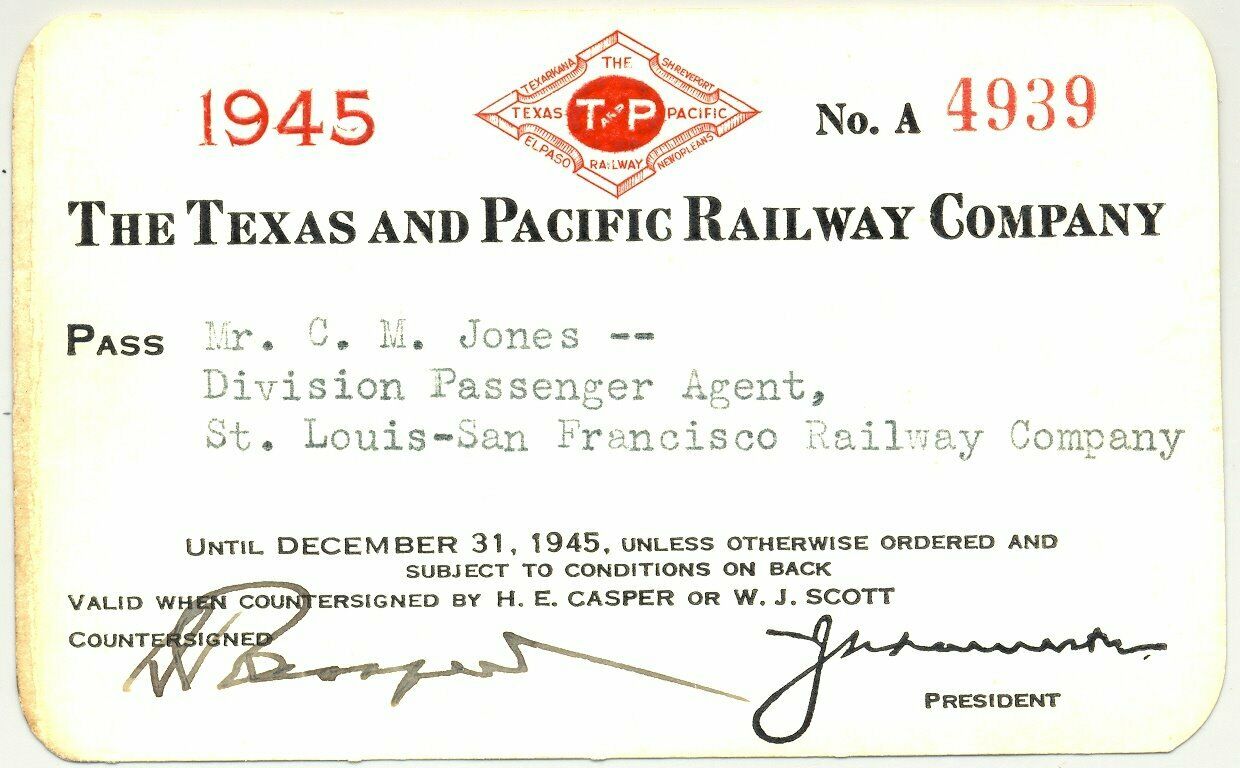 1945
TEXARKANA THE SHREVEPORT
TEXAS T AND P PACIFIC
EL PASO RAILWAY NEW ORLEANS
No. A 4939
THE TEXAS AND PACIFIC RAILWAY COMPANY
PASS Mr. C. M. Jones --
Division Passenger Agent,
St. Louis-San Francisco Railway Company
UNTIL DECEMBER 31, 1945, UNLESS OTHERWISE ORDERED AND
SUBJECT TO CONDITIONS ON BACK
VALID WHEN COUNTERSIGNED BY H. E. CASPER OR W. J. SCOTT
COUNTERSIGNED
PRESIDENT